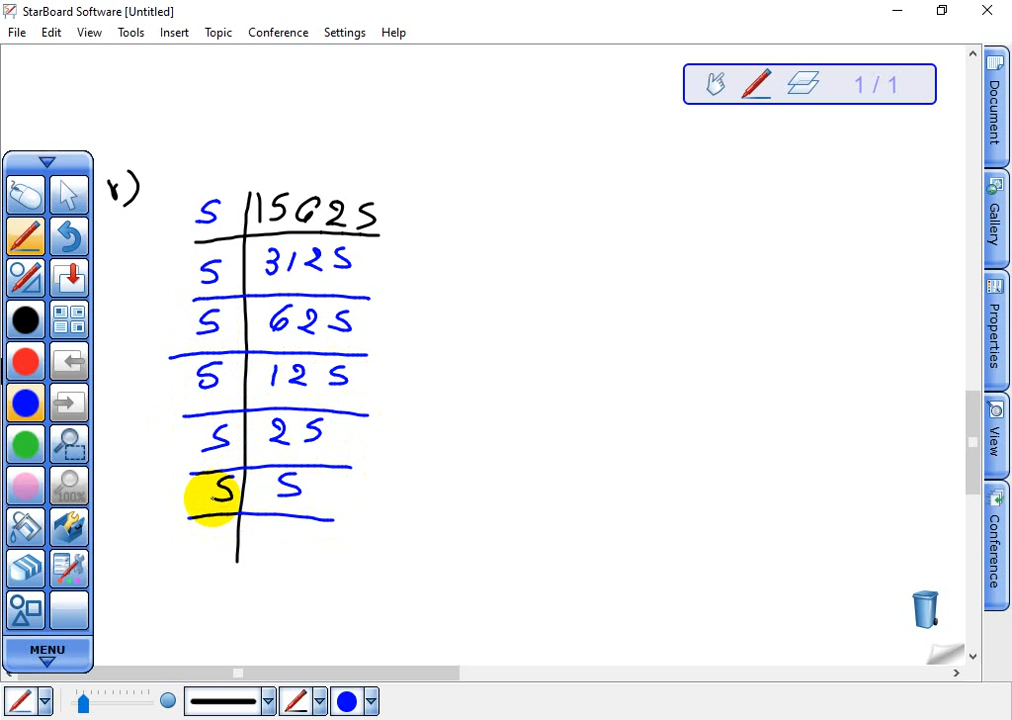 StarBoard Software [Untitled]
File Edit View Tools Insert Topic Conference Settings Help
1 / 1
Document
Gallery
Properties
View
Conference
v)
5 15625
5 3125
5 625
5 125
5 25
5 5
100%
MENU